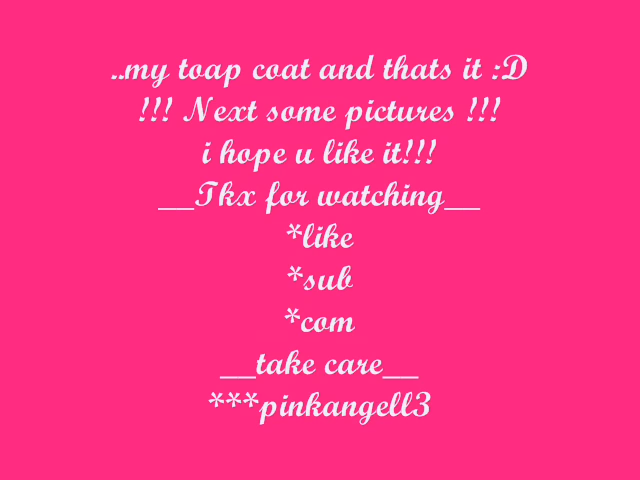 ..my toap coat and thats it :D
!!! Next some pictures !!!
i hope u like it!!!
__Tkx for watching__
*like
*sub
*com
__take care__
***pinkangell3